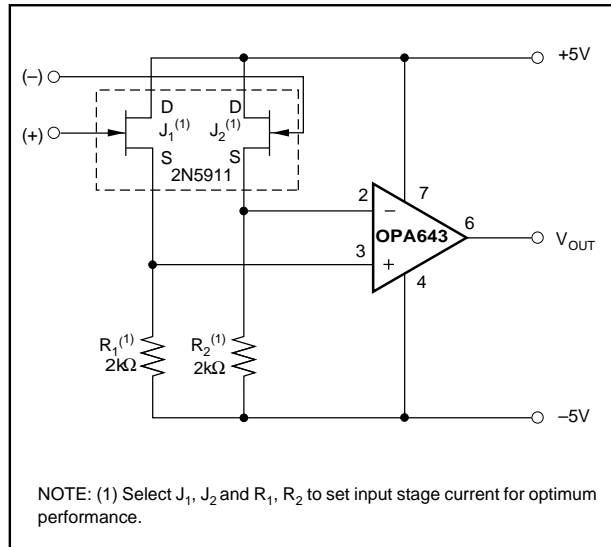 +5V
(–)
D D
(+)
J₁⁽¹⁾ J₂⁽¹⁾
S S
2N5911
2 – 7
OPA643 6
V_OUT
3 + 4
R₁⁽¹⁾ R₂⁽¹⁾
2kΩ 2kΩ
–5V
NOTE: (1) Select J₁, J₂ and R₁, R₂ to set input stage current for optimum
performance.